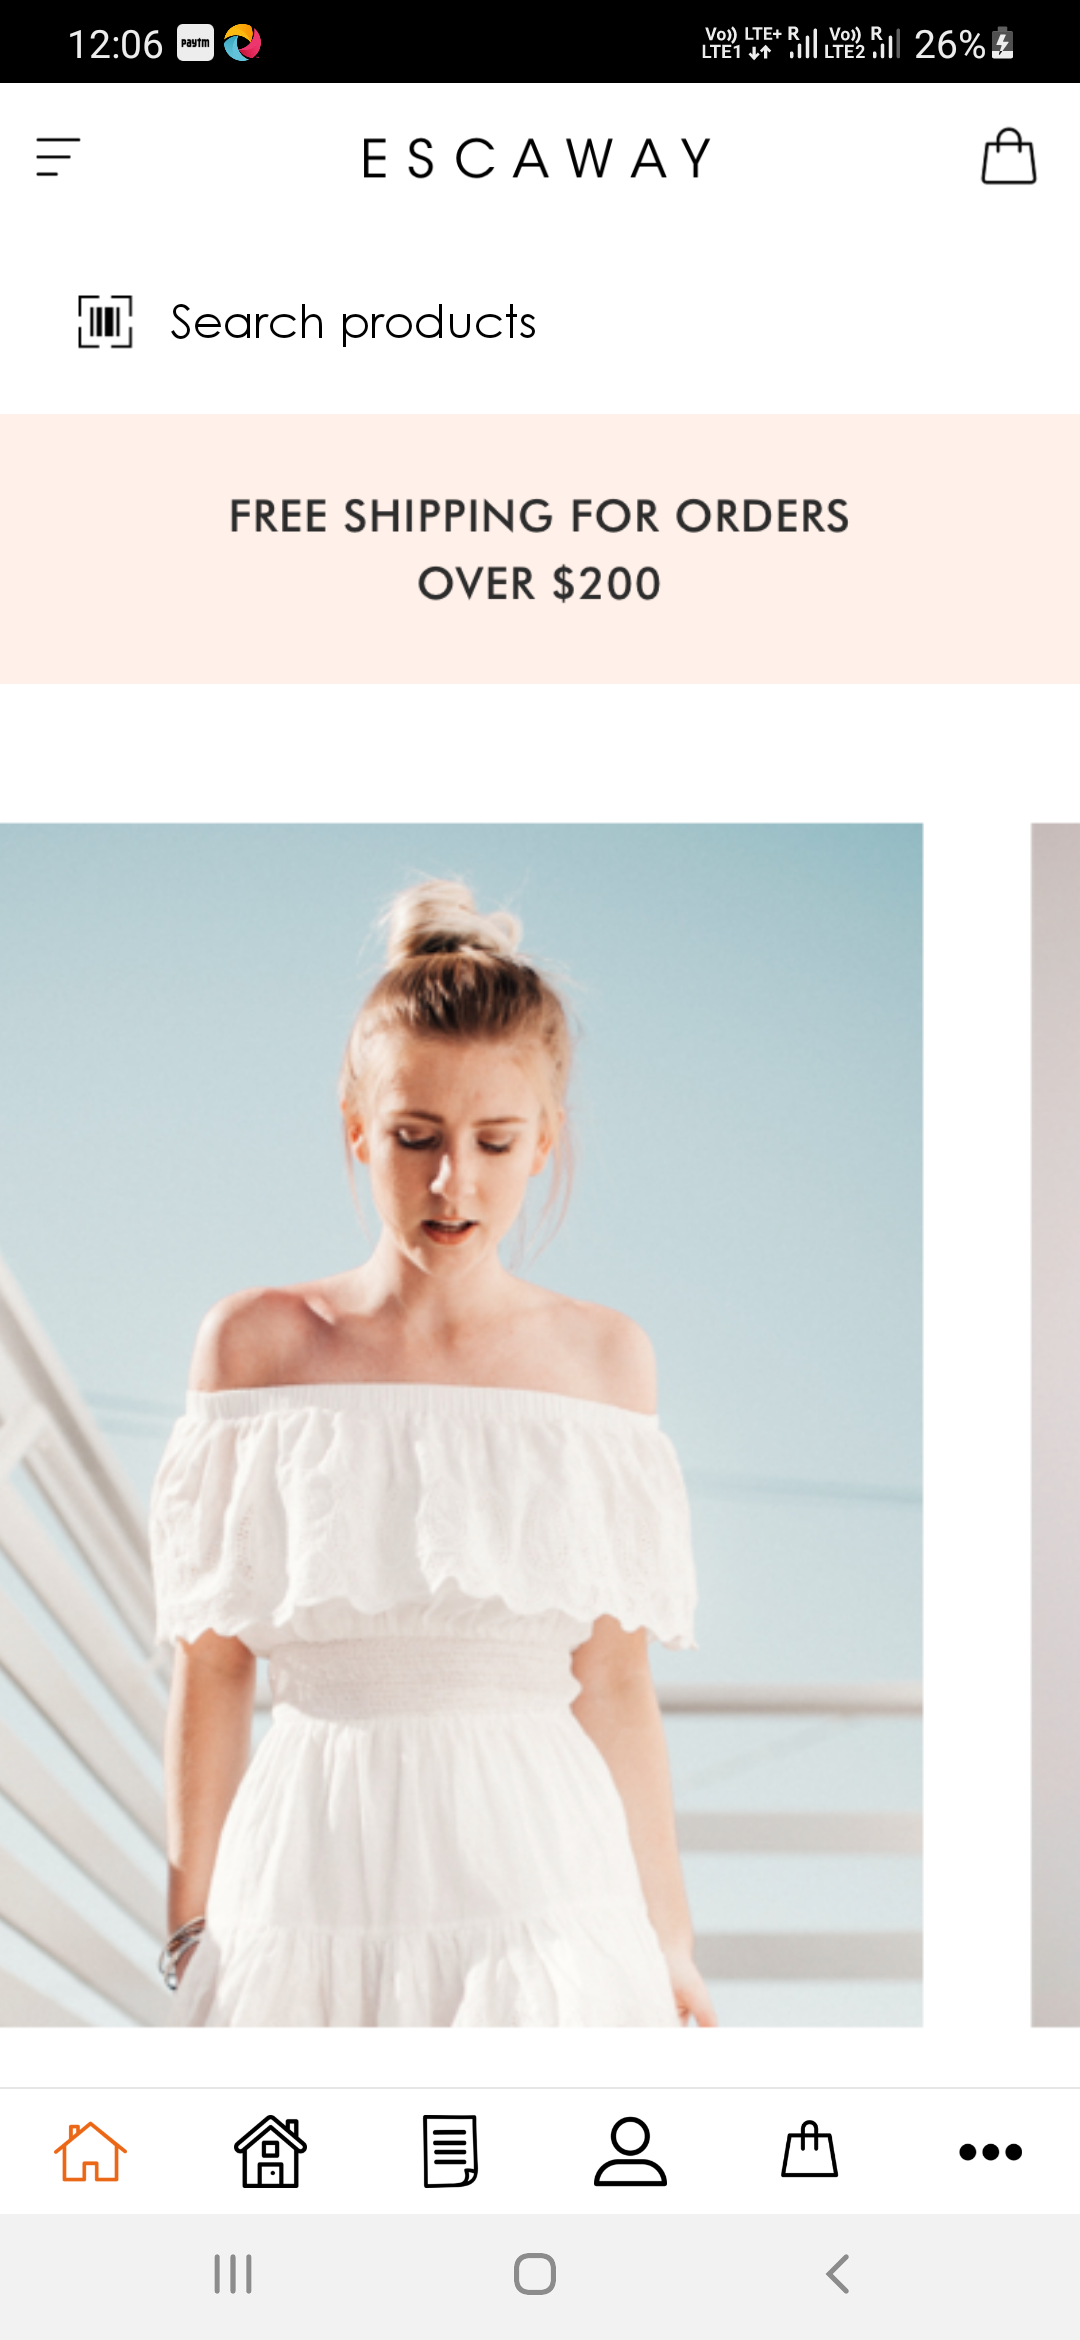 12:06 paytm Vo)) LTE+ R Vo)) R 26%
LTE1 LTE2
ESCAWAY
Search products
FREE SHIPPING FOR ORDERS
OVER $200